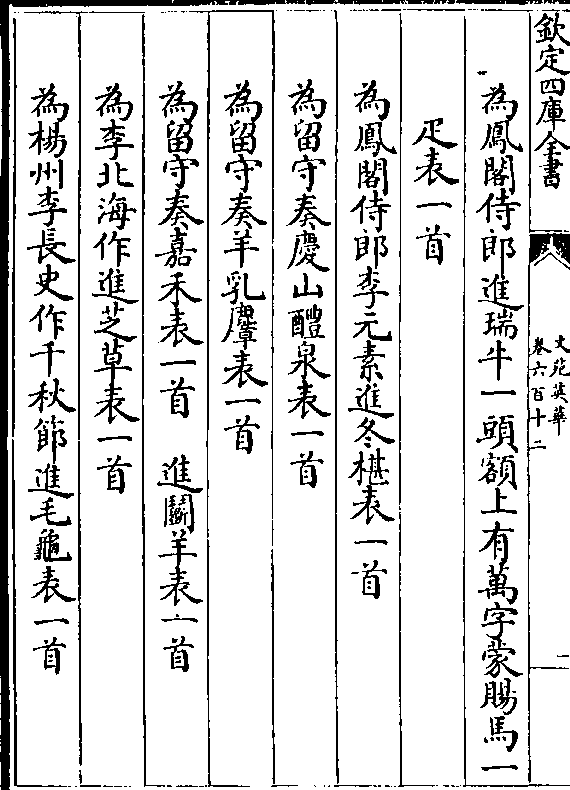 欽定四庫全書
文苑英華
卷六百十二
一
為鳳閣侍郎進瑞牛一頭額上有萬字蒙賜馬一
疋表一首
為鳳閣侍郎李元素進冬椹表一首
為留守奏慶山醴泉表一首
為留守奏羊乳麞表一首
為留守奏嘉禾表一首　進鬬羊表一首
為李北海作進芝草表一首
為楊州李長史作千秋節進毛龜表一首